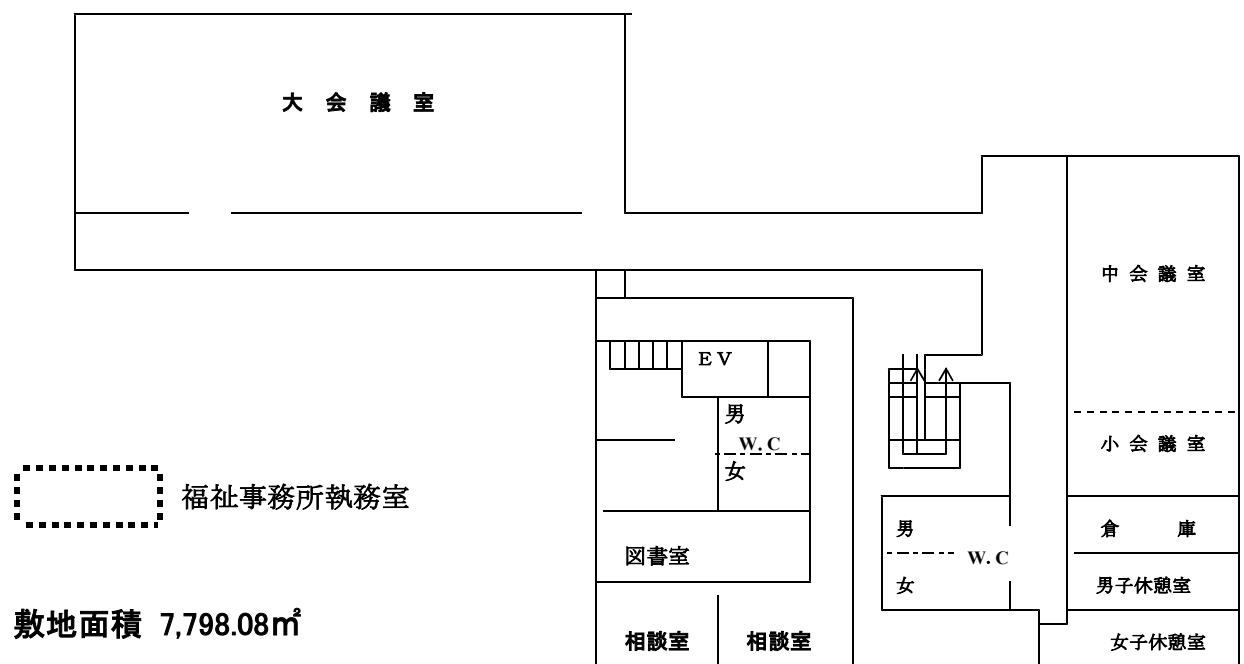 大 会 議 室
中 会 議 室
EV
男
W.C
女
小 会 議 室
福祉事務所執務室
男
W.C
女
倉 庫
図書室
男子休憩室
敷地面積 7,798.08㎡
相談室 相談室
女子休憩室